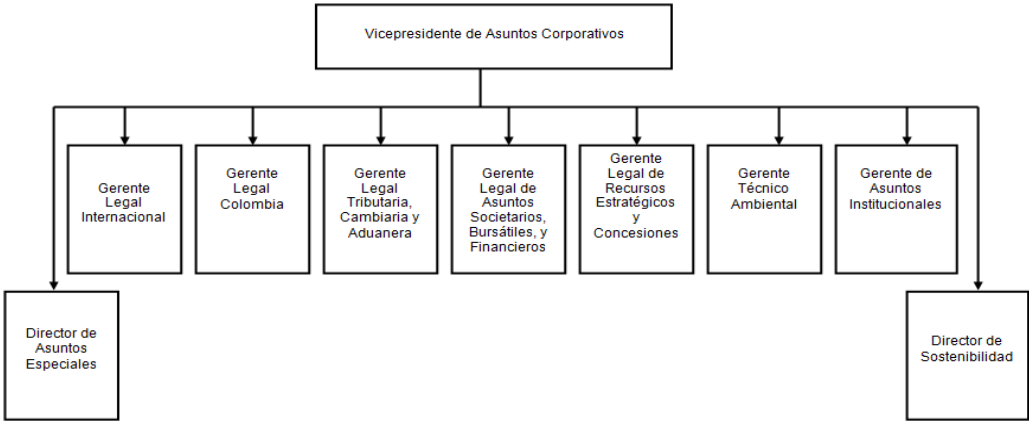 Vicepresidente de Asuntos Corporativos
Gerente
Legal
Internacional
Gerente
Legal
Colombia
Gerente
Legal
Tributaria,
Cambiaria y
Aduanera
Gerente
Legal de
Asuntos
Societarios,
Bursátiles, y
Financieros
Gerente
Legal de
Recursos
Estratégicos
y
Concesiones
Gerente
Técnico
Ambiental
Gerente de
Asuntos
Institucionales
Director de
Asuntos
Especiales
Director de
Sostenibilidad